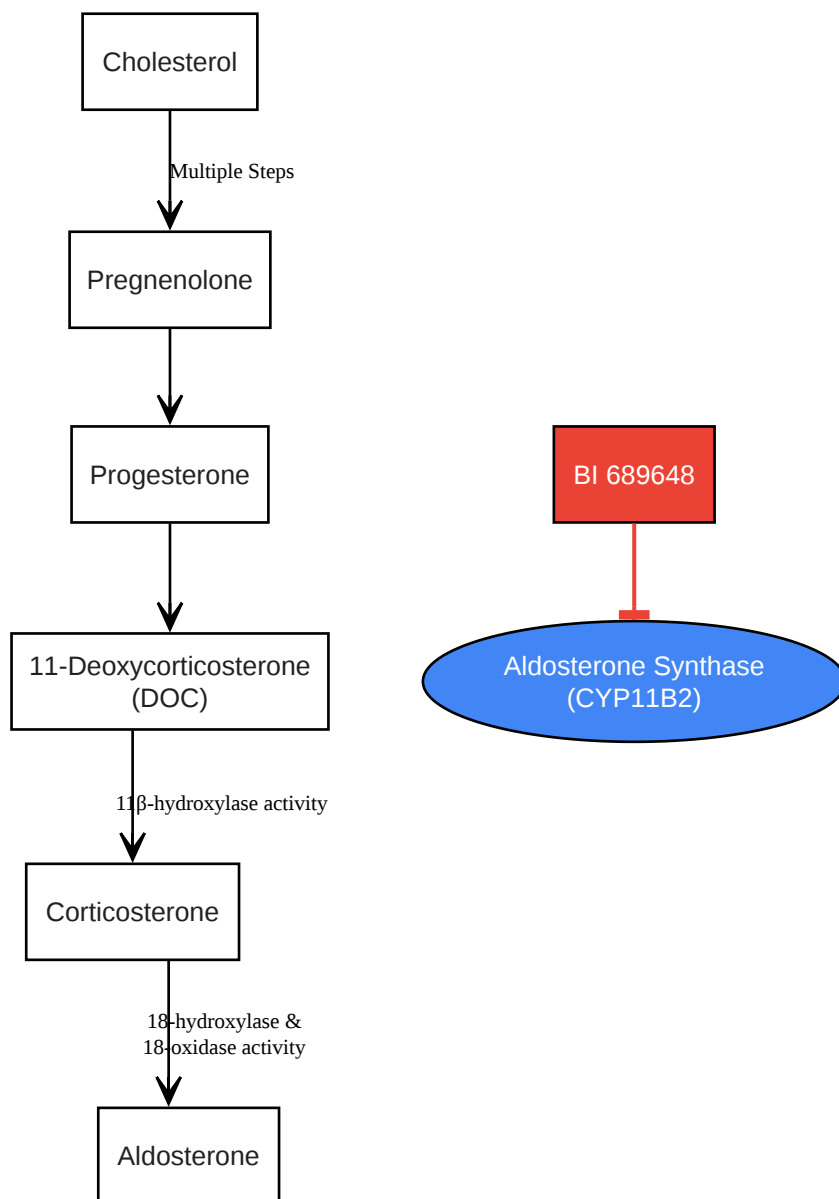 Cholesterol
Multiple Steps
Pregnenolone
Progesterone
BI 689648
11-Deoxycorticosterone
(DOC)
Aldosterone Synthase
(CYP11B2)
11β-hydroxylase activity
Corticosterone
18-hydroxylase &
18-oxidase activity
Aldosterone